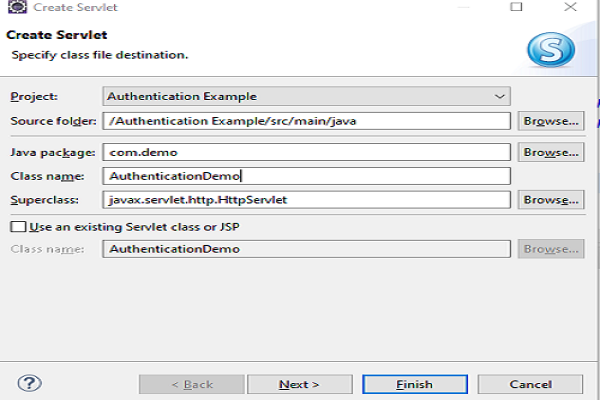 Create Servlet
Create Servlet
Specify class file destination.
S
Project: Authentication Example
Source folder: /Authentication Example/src/main/java Browse...
Java package: com.demo Browse...
Class name: AuthenticationDemo
Superclass: javax.servlet.http.HttpServlet Browse...
Use an existing Servlet class or JSP
Class name: AuthenticationDemo Browse...
? < Back Next > Finish Cancel